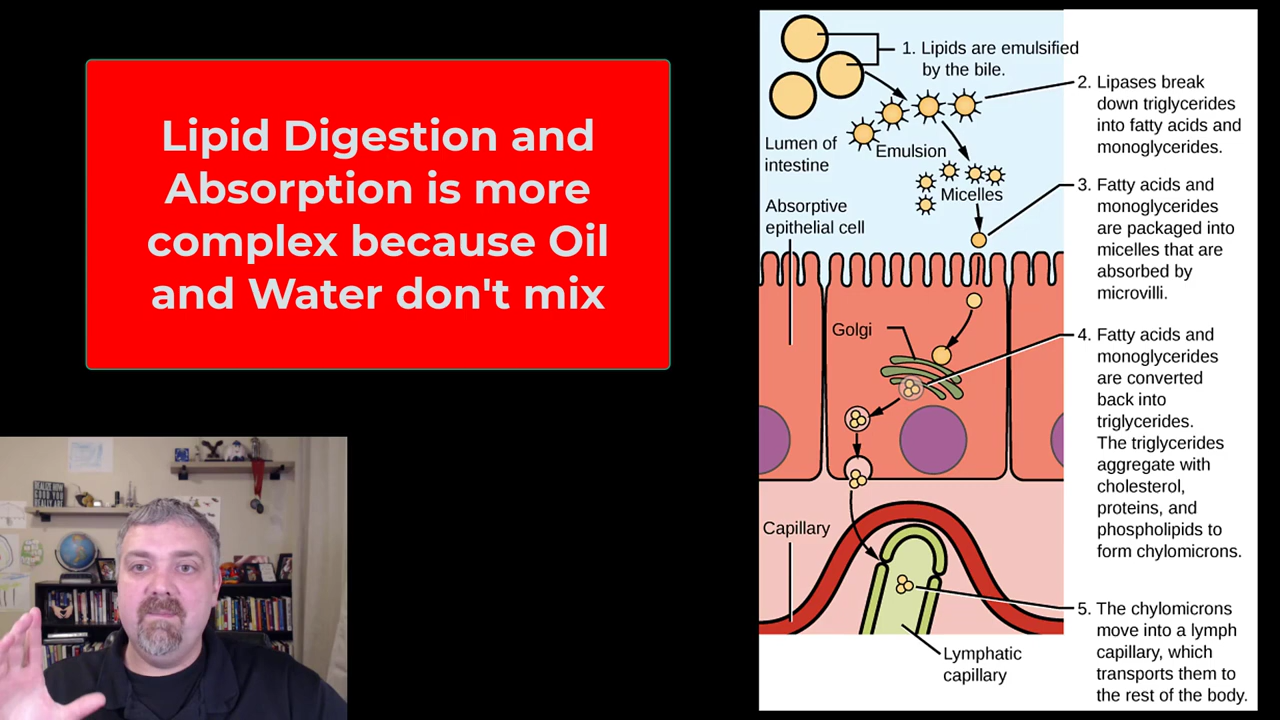 Lipid Digestion and
Absorption is more
complex because Oil
and Water don't mix
1. Lipids are emulsified
by the bile.
2. Lipases break
down triglycerides
into fatty acids and
monoglycerides.
Lumen of
intestine
Emulsion
Micelles
3. Fatty acids and
monoglycerides
are packaged into
micelles that are
absorbed by
microvilli.
Absorptive
epithelial cell
Golgi
4. Fatty acids and
monoglycerides
are converted
back into
triglycerides.
The triglycerides
aggregate with
cholesterol,
proteins, and
phospholipids to
form chylomicrons.
Capillary
5. The chylomicrons
move into a lymph
capillary, which
transports them to
the rest of the body.
Lymphatic
capillary